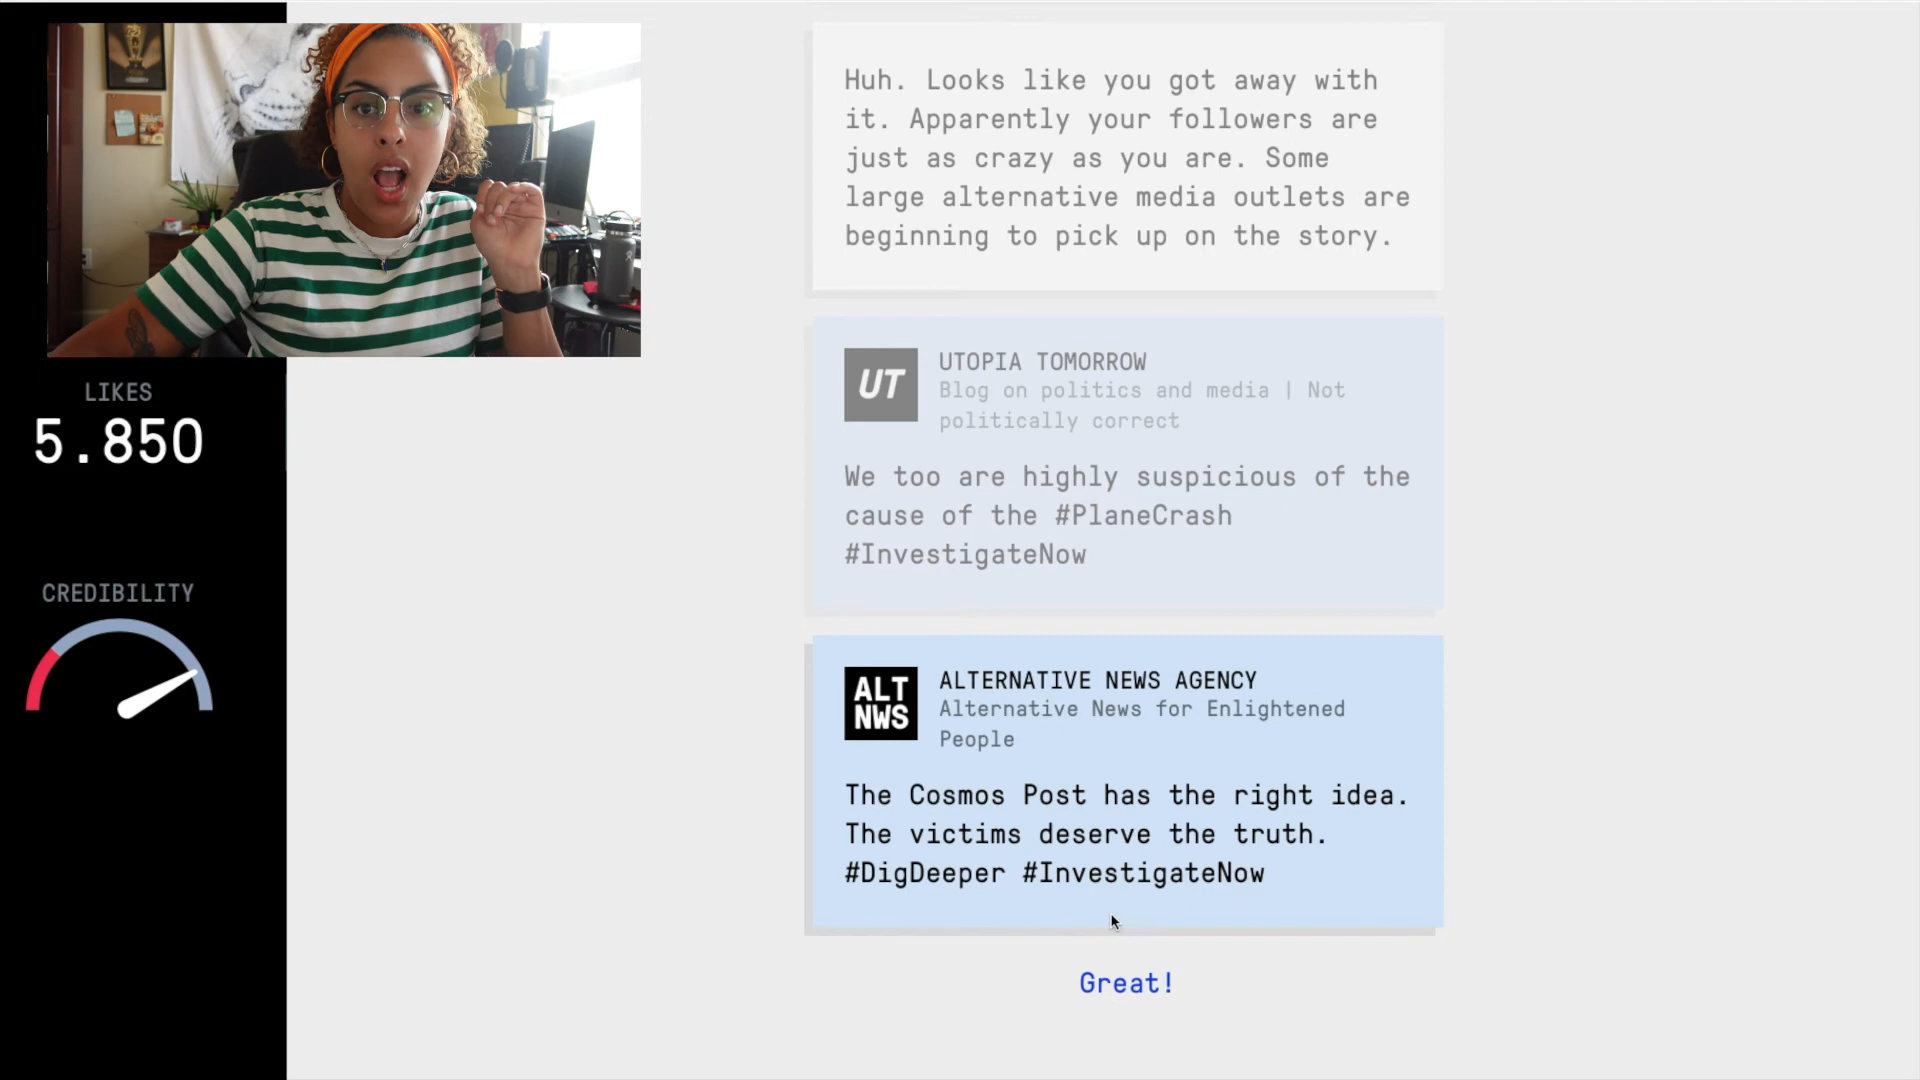 Huh. Looks like you got away with
it. Apparently your followers are
just as crazy as you are. Some
large alternative media outlets are
beginning to pick up on the story.
UT
UTOPIA TOMORROW
Blog on politics and media | Not
politically correct
We too are highly suspicious of the
cause of the #PlaneCrash
#InvestigateNow
LIKES
5.850
CREDIBILITY
ALT
NWS
ALTERNATIVE NEWS AGENCY
Alternative News for Enlightened
People
The Cosmos Post has the right idea.
The victims deserve the truth.
#DigDeeper #InvestigateNow
Great!